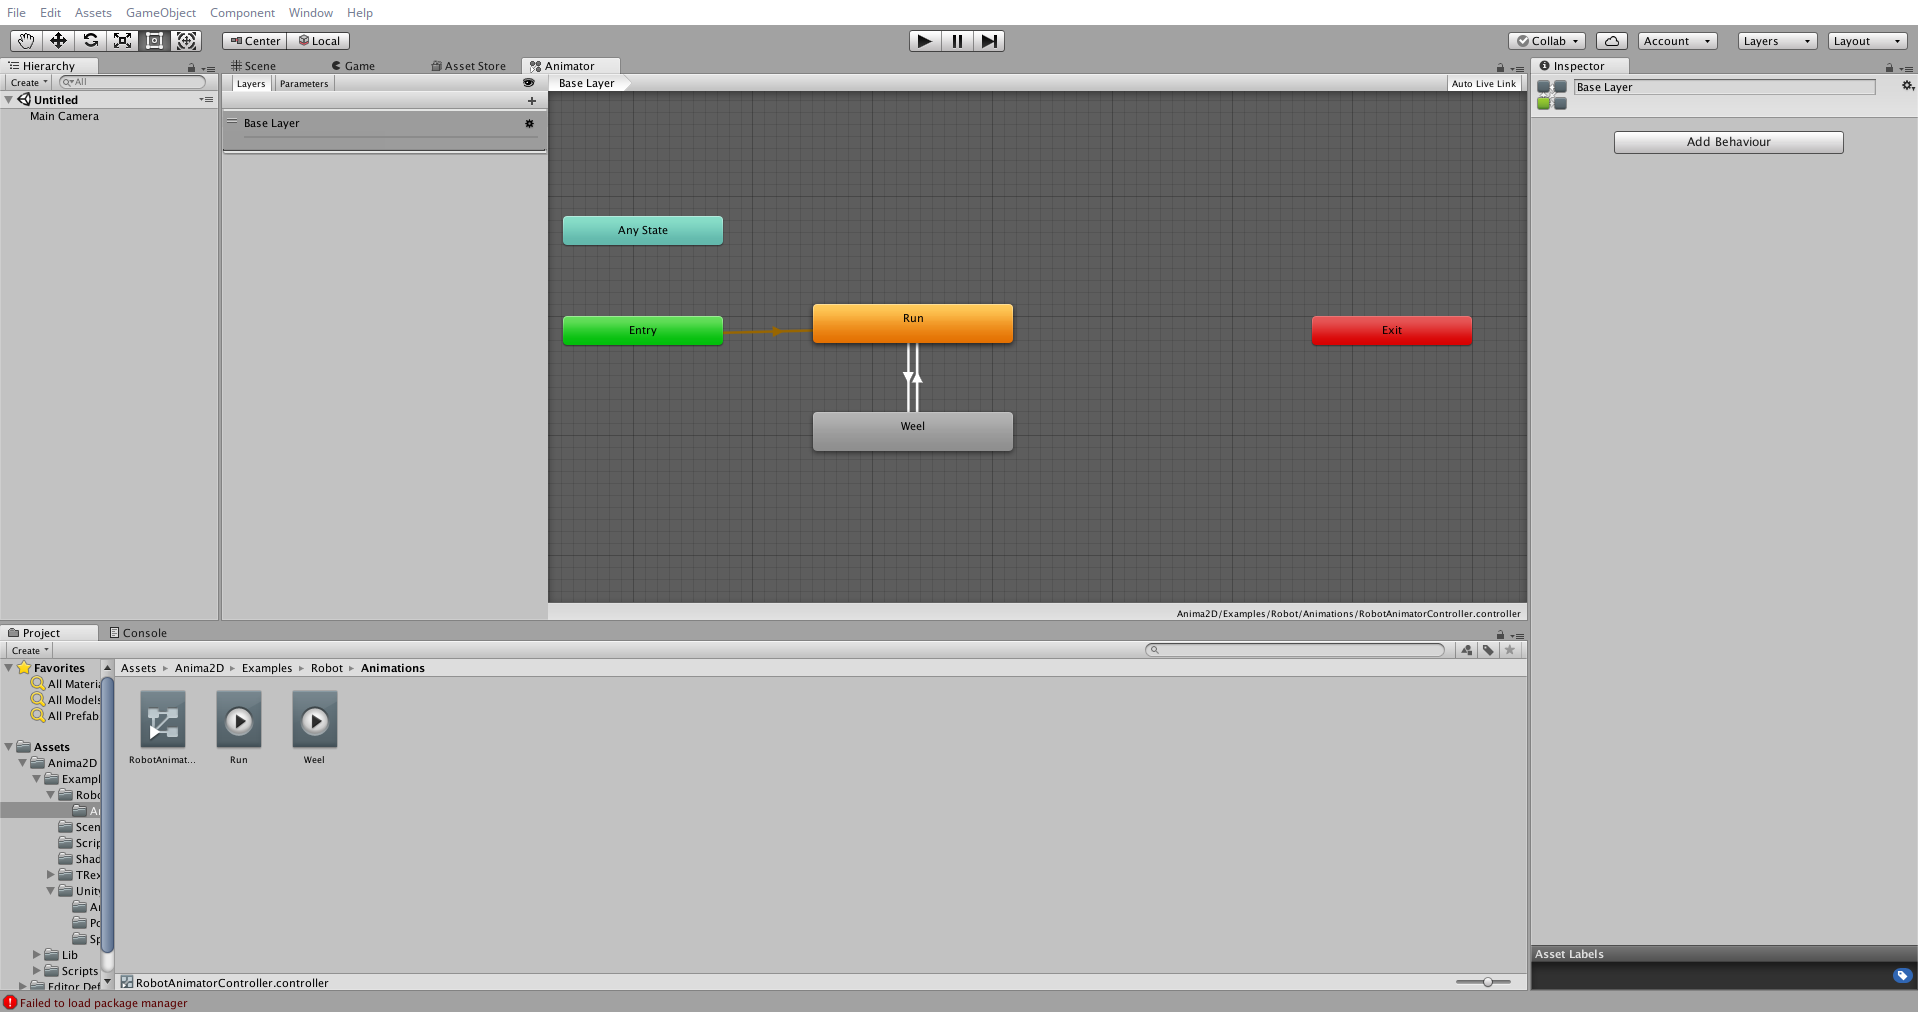 File Edit Assets GameObject Component Window Help
Center Local Collab Account Layers Layout
Hierarchy
Create All
Untitled
Main Camera
Scene Game Asset Store Animator
Layers Parameters
Base Layer
Base Layer Auto Live Link
Any State
Entry
Run
Exit
Weel
Anima2D/Examples/Robot/Animations/RobotAnimatorController.controller
Inspector
Base Layer
Add Behaviour
Asset Labels
Project Console
Create
Favorites
All Materi
All Models
All Prefab
Assets
Anima2D
Exampl
Robo
A
Scen
Scrip
Shad
TRex
Unity
A
Po
Sp
Lib
Scripts
Editor Def
Assets Anima2D Examples Robot Animations
RobotAnimat... Run Weel
RobotAnimatorController.controller
Failed to load package manager